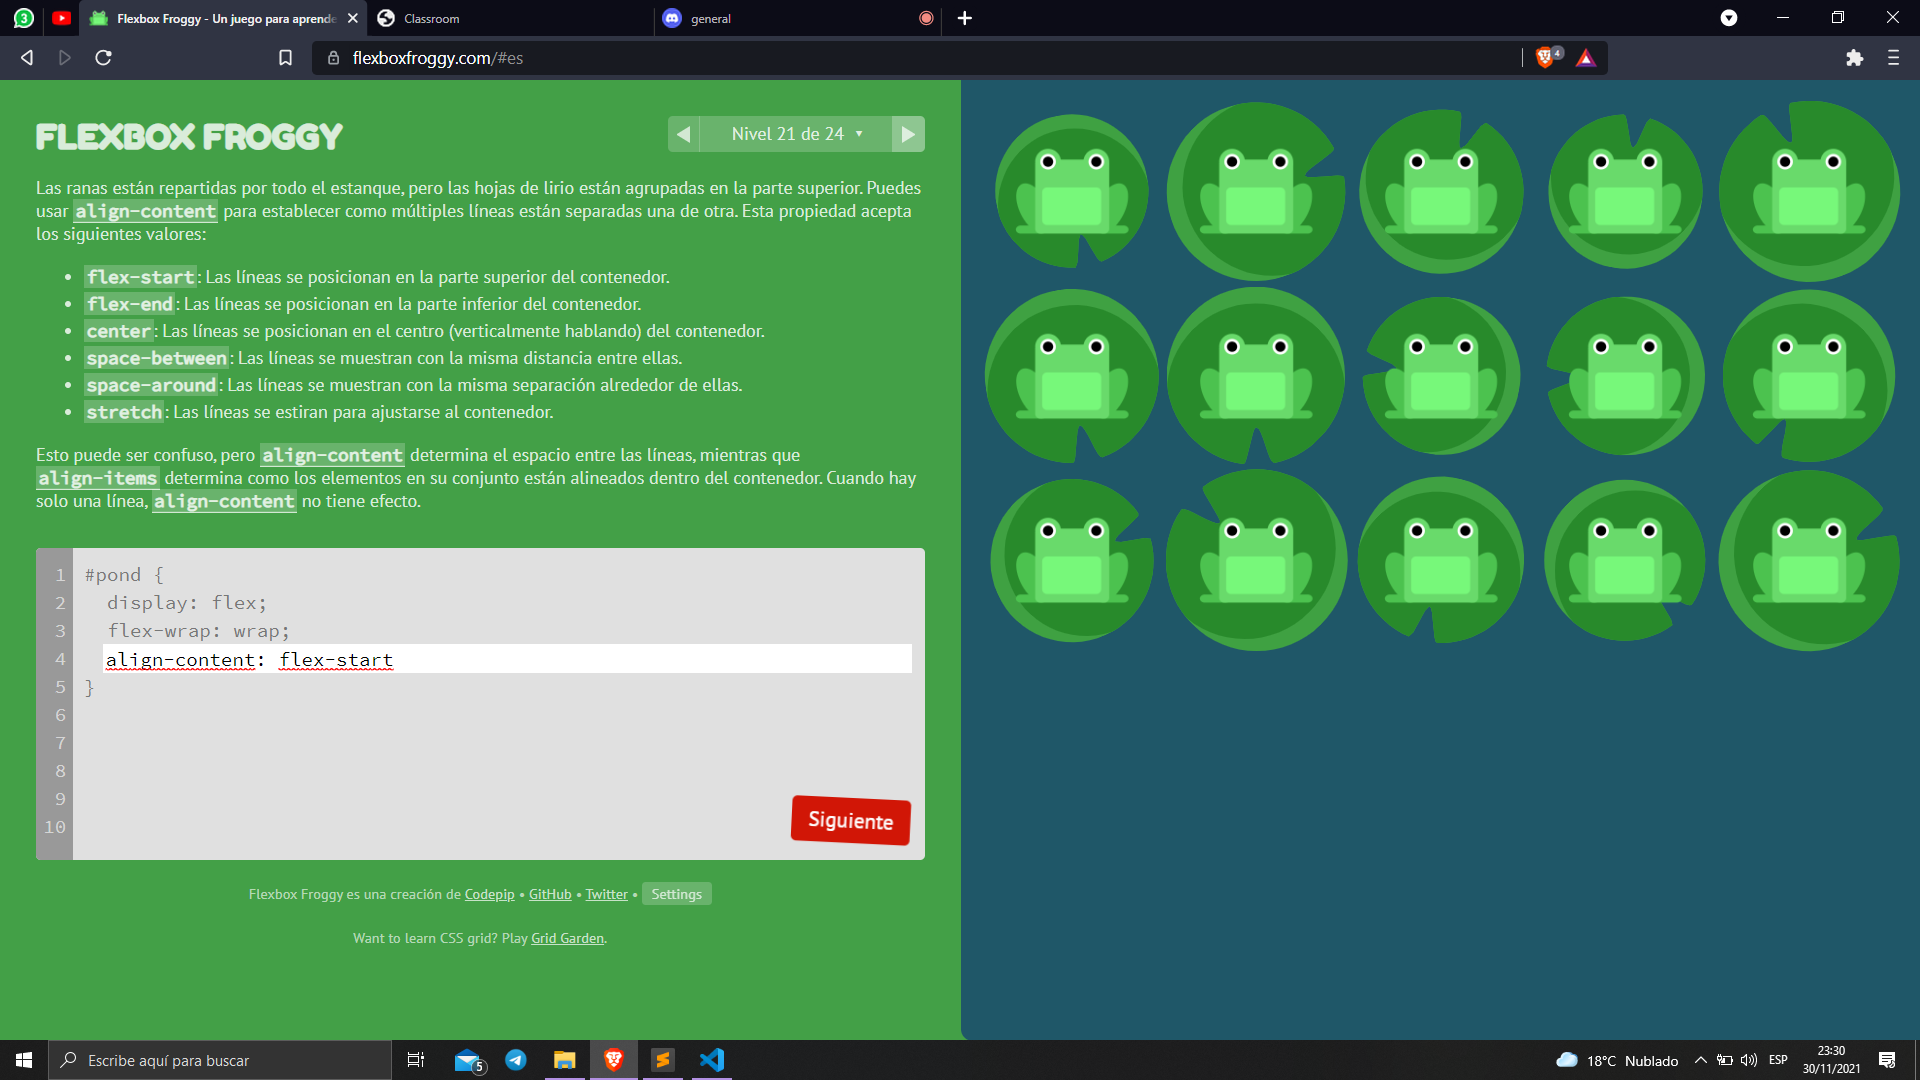 3
Flexbox Froggy - Un juego para aprende
Classroom
general
flexboxfroggy.com/#es
4
FLEXBOX FROGGY
Nivel 21 de 24 ▼
Las ranas están repartidas por todo el estanque, pero las hojas de lirio están agrupadas en la parte superior. Puedes
usar align-content para establecer como múltiples líneas están separadas una de otra. Esta propiedad acepta
los siguientes valores:
• flex-start: Las líneas se posicionan en la parte superior del contenedor.
• flex-end: Las líneas se posicionan en la parte inferior del contenedor.
• center: Las líneas se posicionan en el centro (verticalmente hablando) del contenedor.
• space-between: Las líneas se muestran con la misma distancia entre ellas.
• space-around: Las líneas se muestran con la misma separación alrededor de ellas.
• stretch: Las líneas se estiran para ajustarse al contenedor.
Esto puede ser confuso, pero align-content determina el espacio entre las líneas, mientras que
align-items determina como los elementos en su conjunto están alineados dentro del contenedor. Cuando hay
solo una línea, align-content no tiene efecto.
1 #pond {
2 display: flex;
3 flex-wrap: wrap;
4 align-content: flex-start
5 }
6
7
8
9
10
Siguiente
Flexbox Froggy es una creación de Codepip • GitHub • Twitter • Settings
Want to learn CSS grid? Play Grid Garden.
Escribe aquí para buscar
5
18°C Nublado
ESP
23:30
30/11/2021